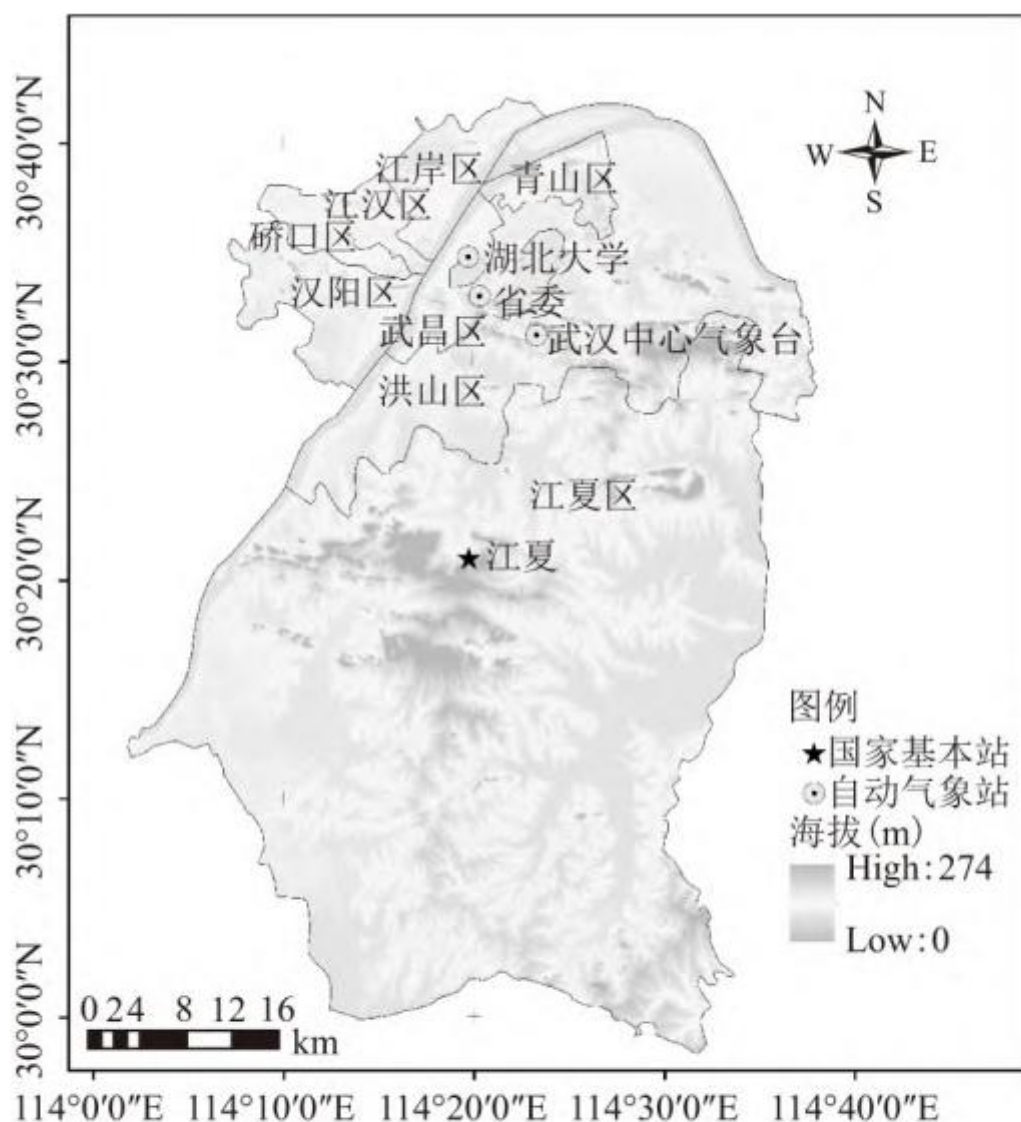 N
W E
S
30°40′0″N
30°30′0″N
30°20′0″N
30°10′0″N
30°0′0″N
江岸区
青山区
江汉区
硚口区
湖北大学
汉阳区
省委
武昌区
武汉中心气象台
洪山区
江夏区
江夏
图例
国家基本站
自动气象站
海拔(m)
High:274
Low:0
0 2 4 8 12 16
km
114°0′0″E 114°10′0″E 114°20′0″E 114°30′0″E 114°40′0″E